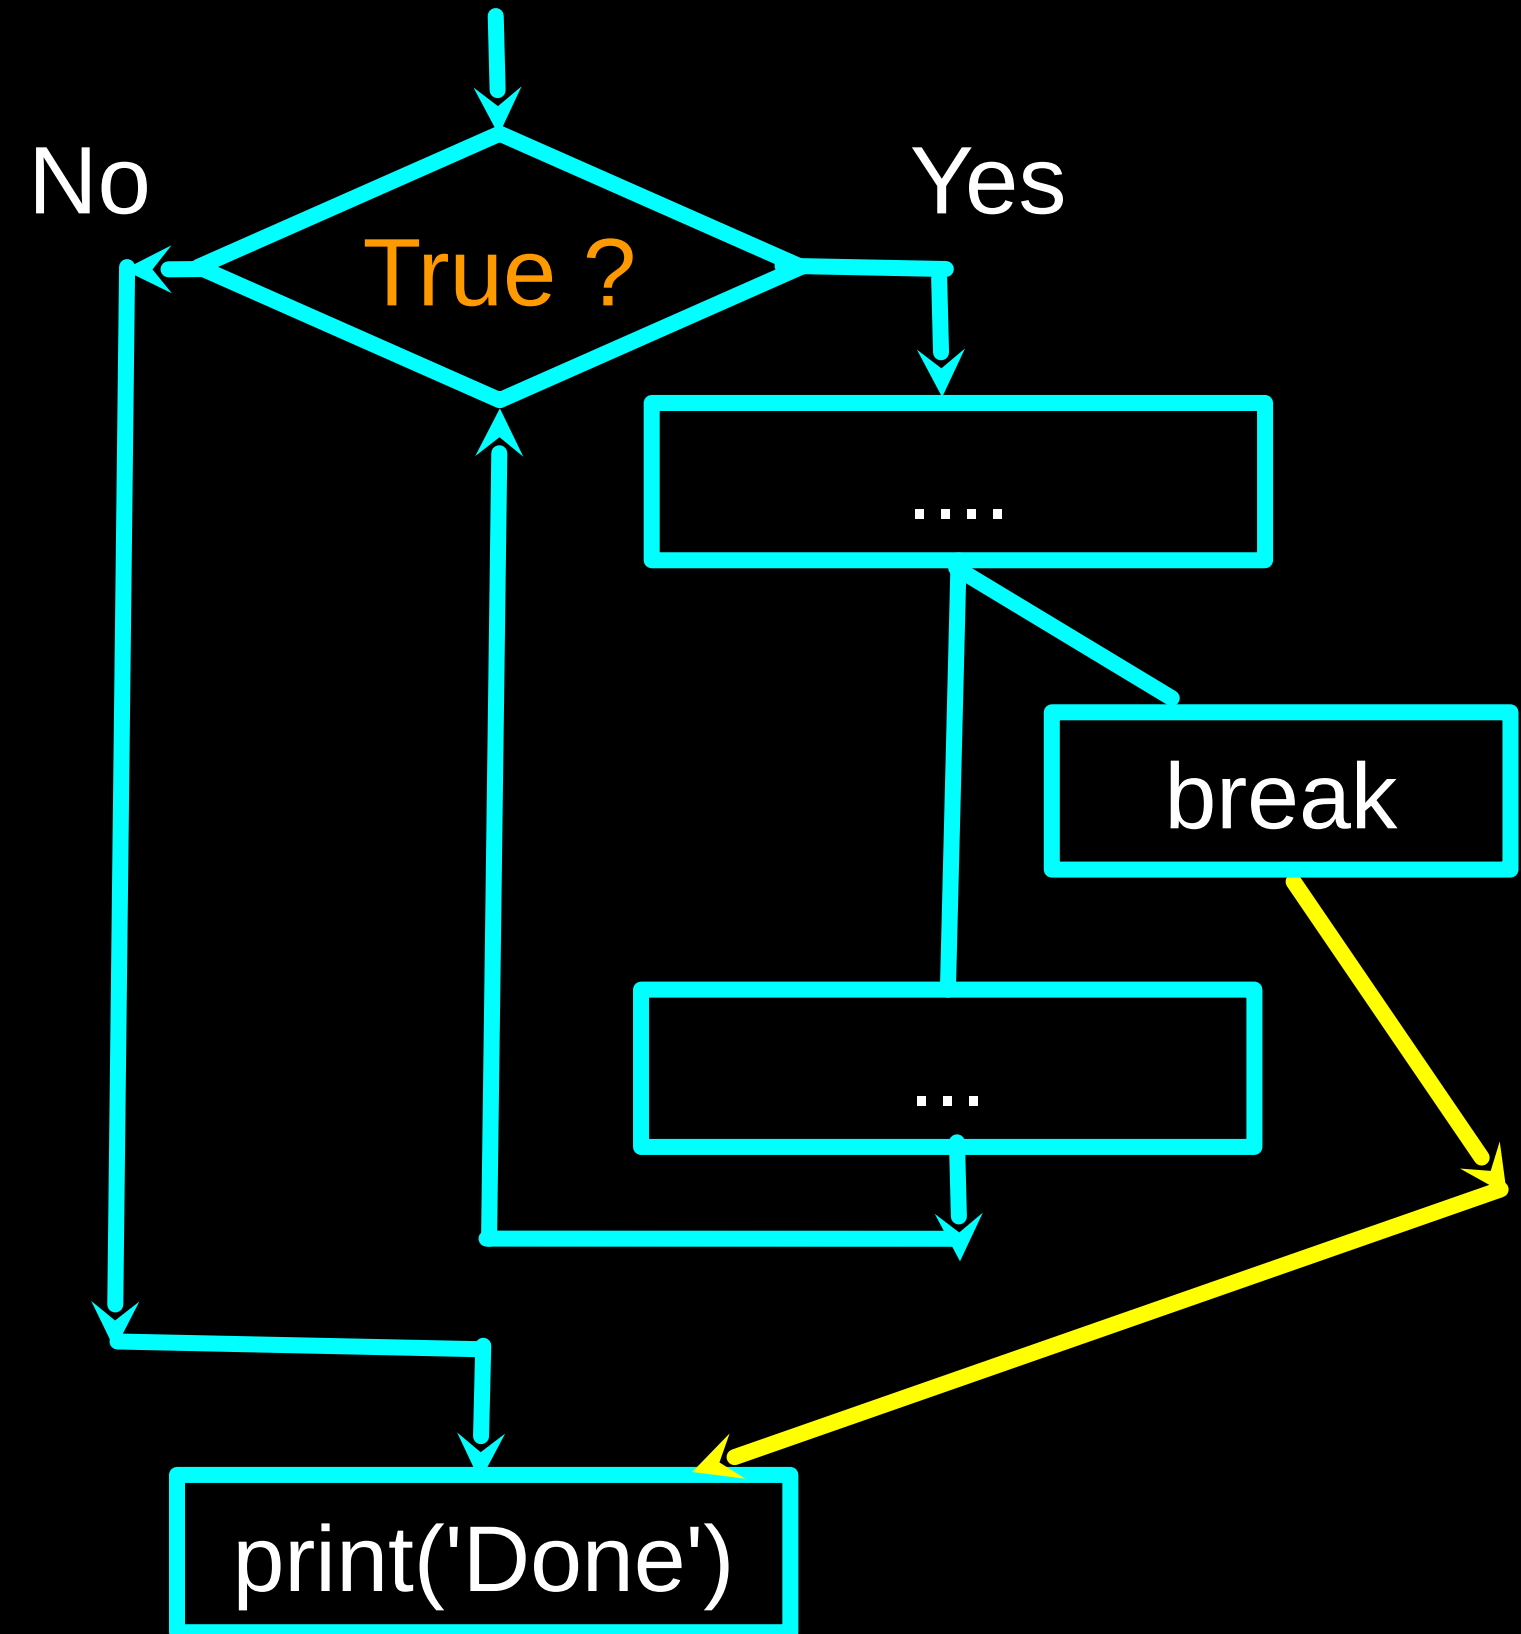 No
Yes
True ?
....
break
...
print('Done')